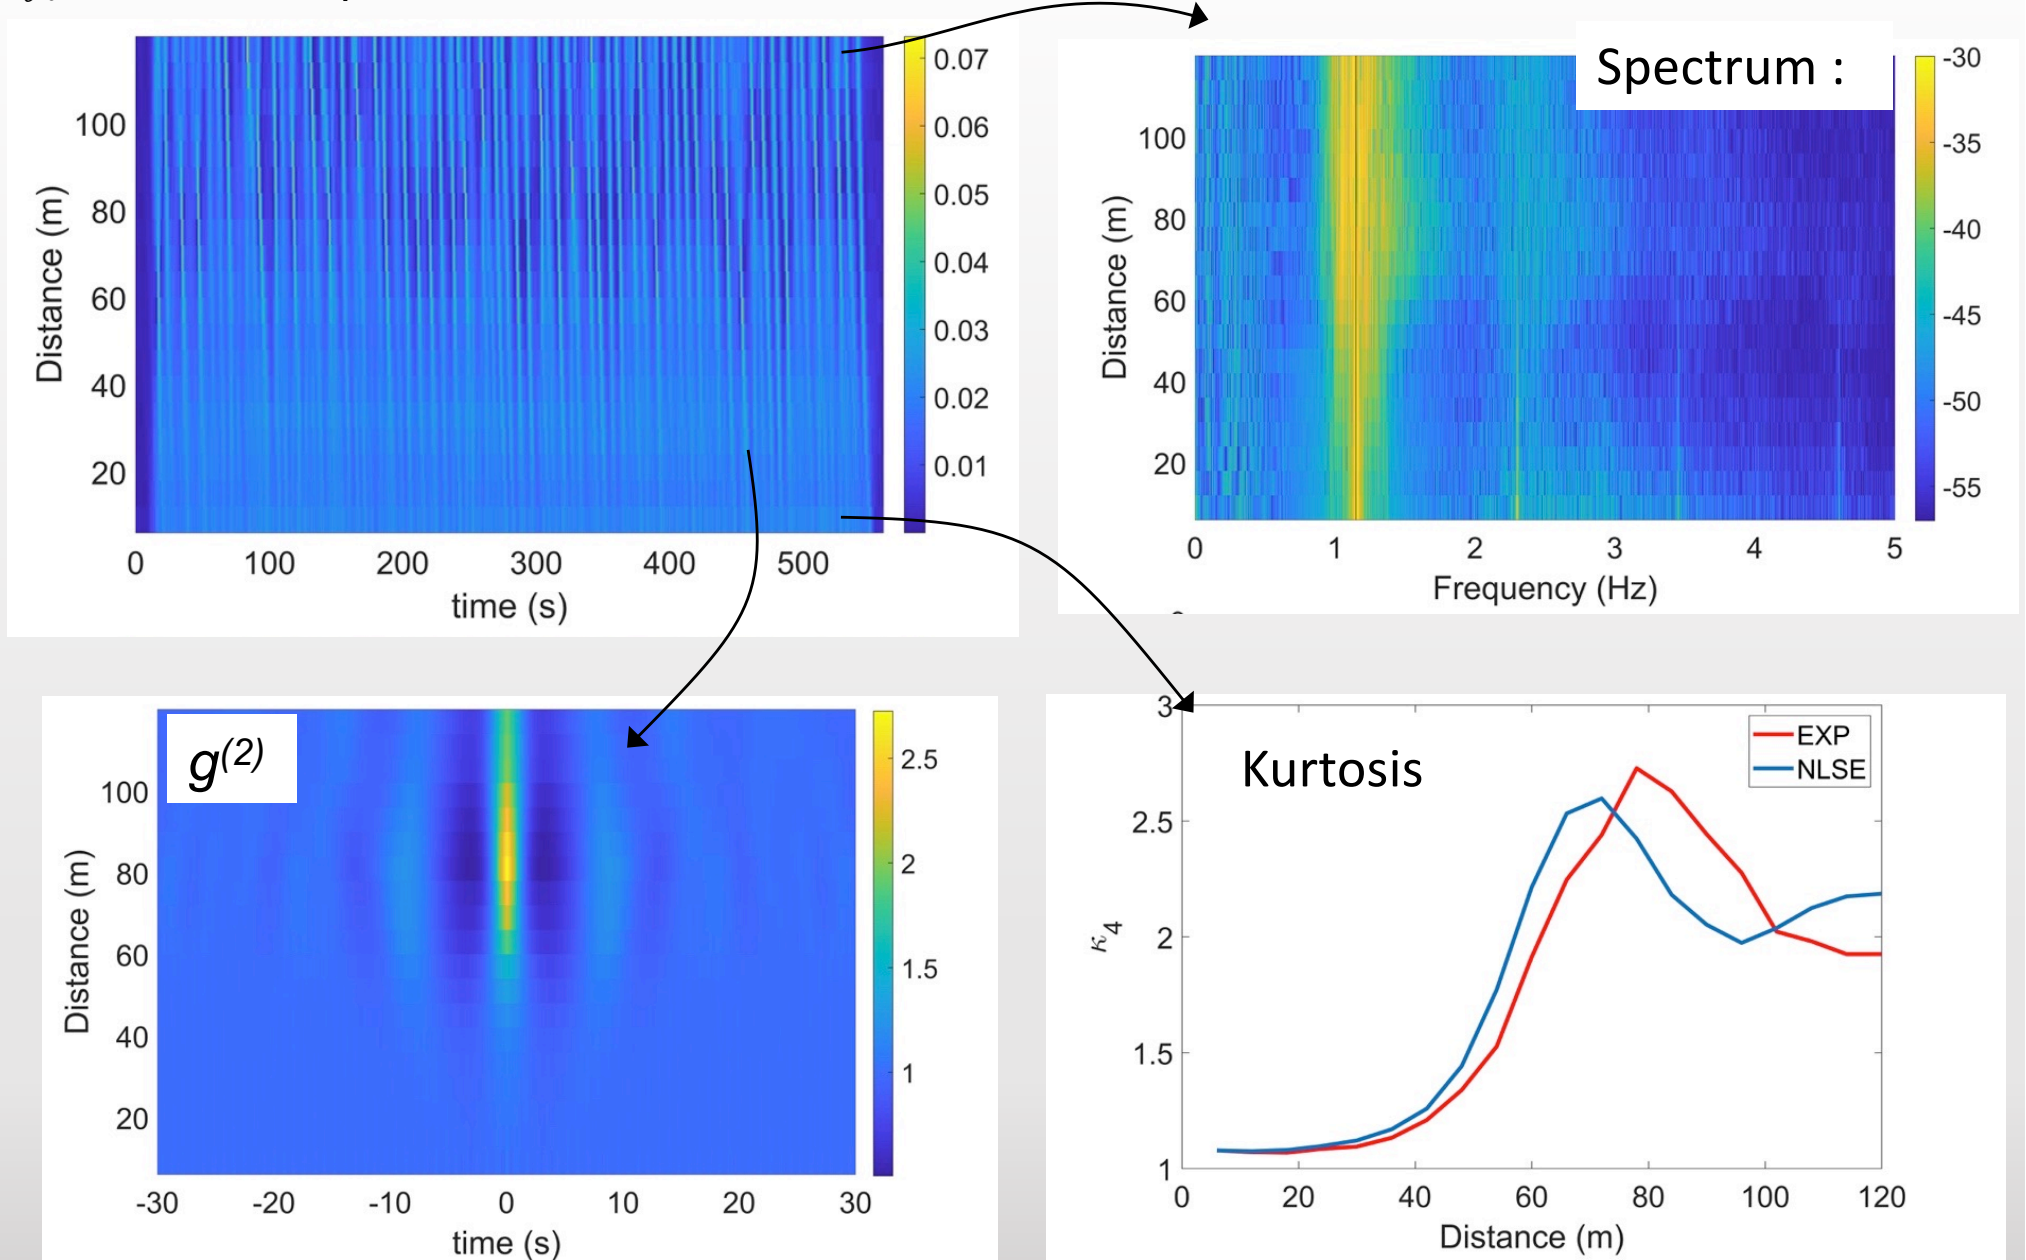 0.07
0.06
0.05
0.04
0.03
0.02
0.01
100
80
60
40
20
Distance (m)
0 100 200 300 400 500
time (s)
Spectrum :
-30
-35
-40
-45
-50
-55
100
80
60
40
20
Distance (m)
0 1 2 3 4 5
Frequency (Hz)
g(2)
2.5
2
1.5
1
100
80
60
40
20
Distance (m)
-30 -20 -10 0 10 20 30
time (s)
Kurtosis
EXP
NLSE
3
2.5
2
1.5
1
κ4
0 20 40 60 80 100 120
Distance (m)